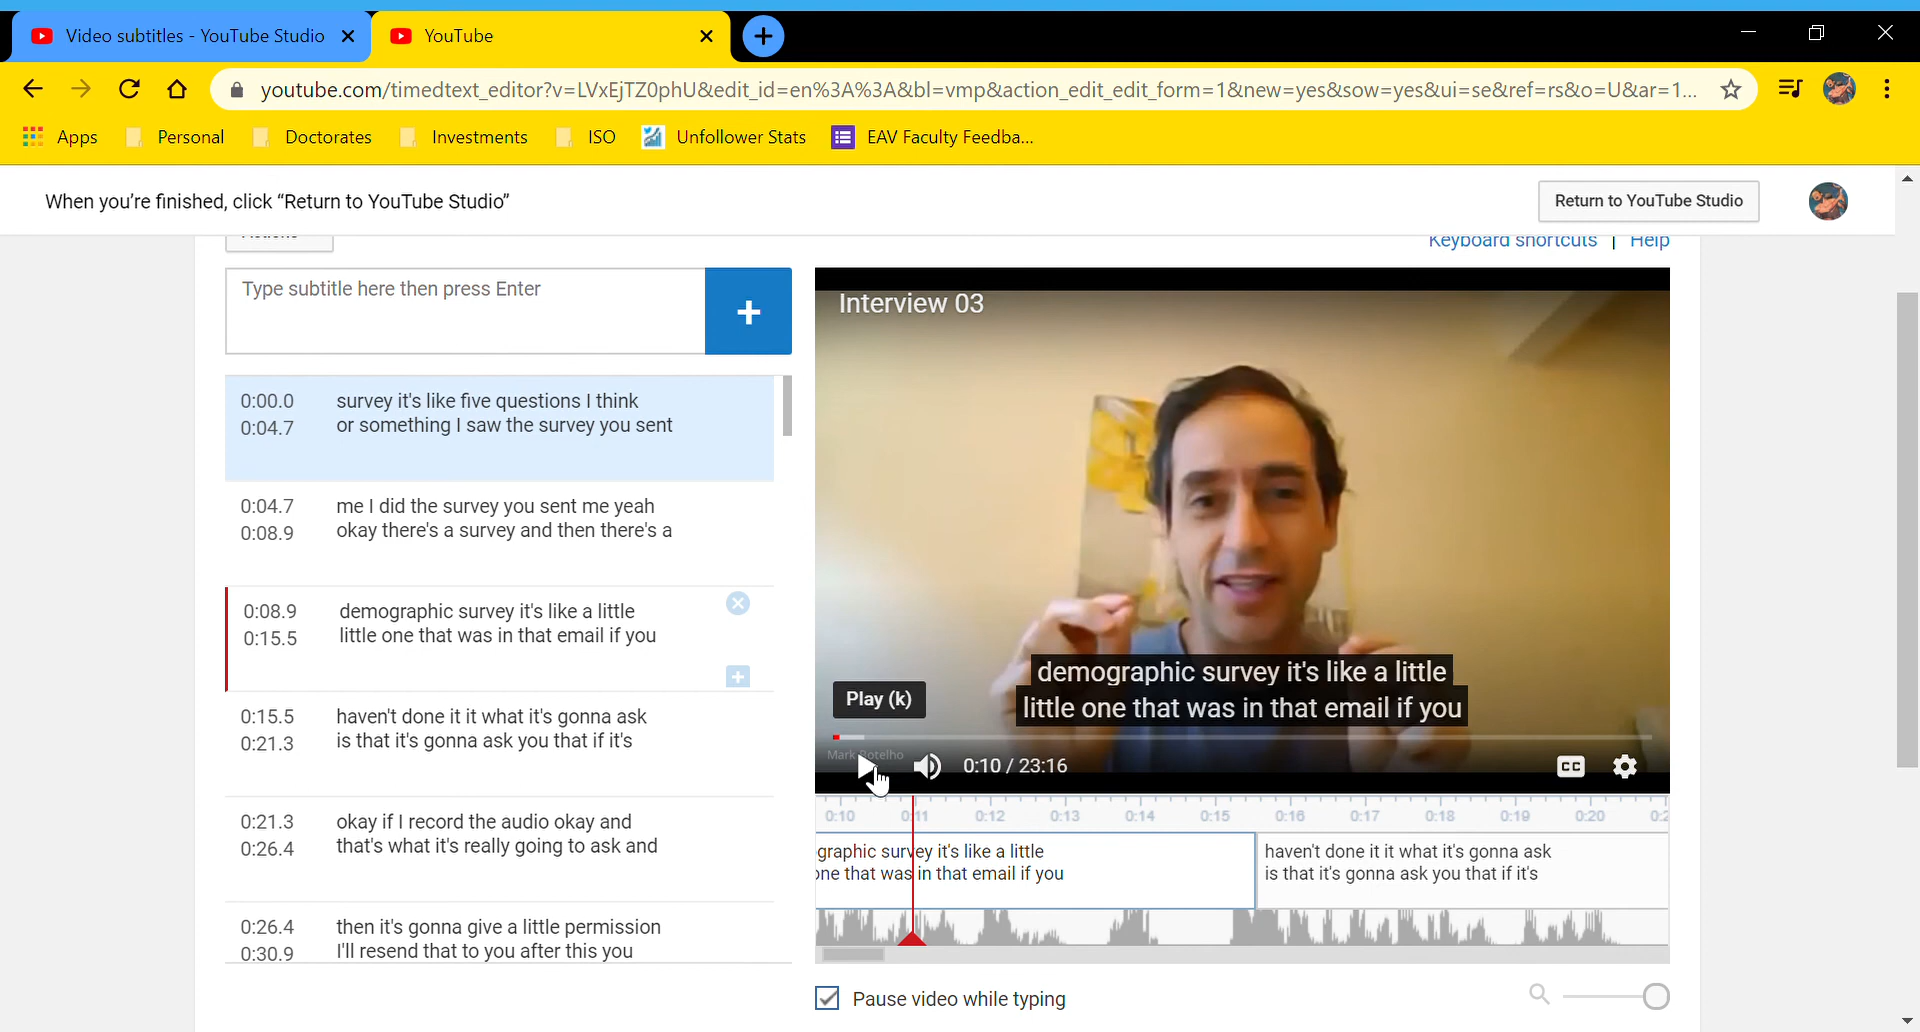 Video subtitles - YouTube Studio
YouTube
youtube.com/timedtext_editor?v=LVxEjTZ0phU&edit_id=en%3A%3A&bl=vmp&action_edit_edit_form=1&new=yes&sow=yes&ui=se&ref=rs&o=U&ar=1...
Apps
Personal
Doctorates
Investments
ISO
Unfollower Stats
EAV Faculty Feedba...
When you're finished, click “Return to YouTube Studio”
Return to YouTube Studio
Actions
Keyboard shortcuts | Help
Type subtitle here then press Enter
+
0:00.0
0:04.7
survey it's like five questions I think
or something I saw the survey you sent
0:04.7
0:08.9
me I did the survey you sent me yeah
okay there's a survey and then there's a
0:08.9
0:15.5
demographic survey it's like a little
little one that was in that email if you
0:15.5
0:21.3
haven't done it it what it's gonna ask
is that it's gonna ask you that if it's
0:21.3
0:26.4
okay if I record the audio okay and
that's what it's really going to ask and
0:26.4
0:30.9
then it's gonna give a little permission
I'll resend that to you after this you
Interview 03
demographic survey it's like a little
little one that was in that email if you
Play (k)
Mark Botelho
0:10 / 23:16
CC
0:10 0:11 0:12 0:13 0:14 0:15 0:16 0:17 0:18 0:19 0:20 0:2
graphic survey it's like a little
one that was in that email if you
haven't done it it what it's gonna ask
is that it's gonna ask you that if it's
Pause video while typing